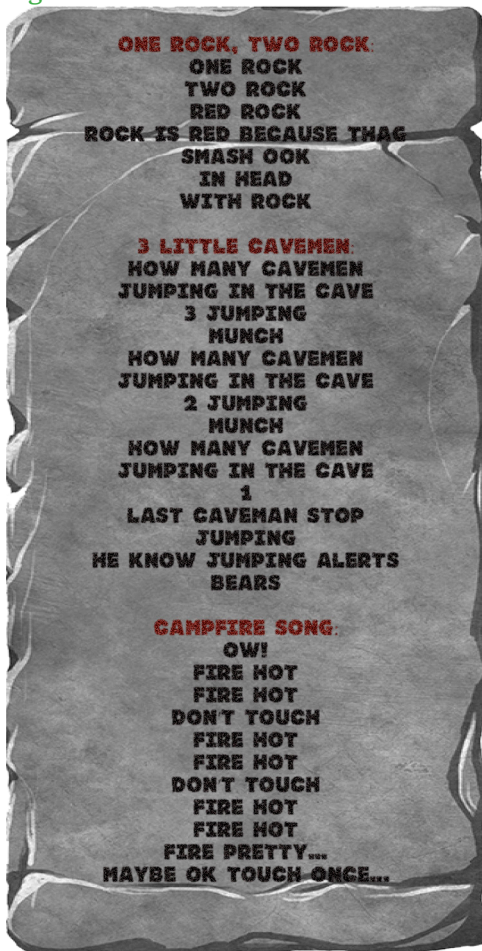 ONE ROCK, TWO ROCK:
ONE ROCK
TWO ROCK
RED ROCK
ROCK IS RED BECAUSE THAG
SMASH OOK
IN HEAD
WITH ROCK
3 LITTLE CAVEMEN:
HOW MANY CAVEMEN
JUMPING IN THE CAVE
3 JUMPING
MUNCH
HOW MANY CAVEMEN
JUMPING IN THE CAVE
2 JUMPING
MUNCH
HOW MANY CAVEMEN
JUMPING IN THE CAVE
1
LAST CAVEMAN STOP
JUMPING
HE KNOW JUMPING ALERTS
BEARS
CAMPFIRE SONG:
OW!
FIRE HOT
FIRE HOT
DON'T TOUCH
FIRE HOT
FIRE HOT
DON'T TOUCH
FIRE HOT
FIRE HOT
FIRE PRETTY...
MAYBE OK TOUCH ONCE...